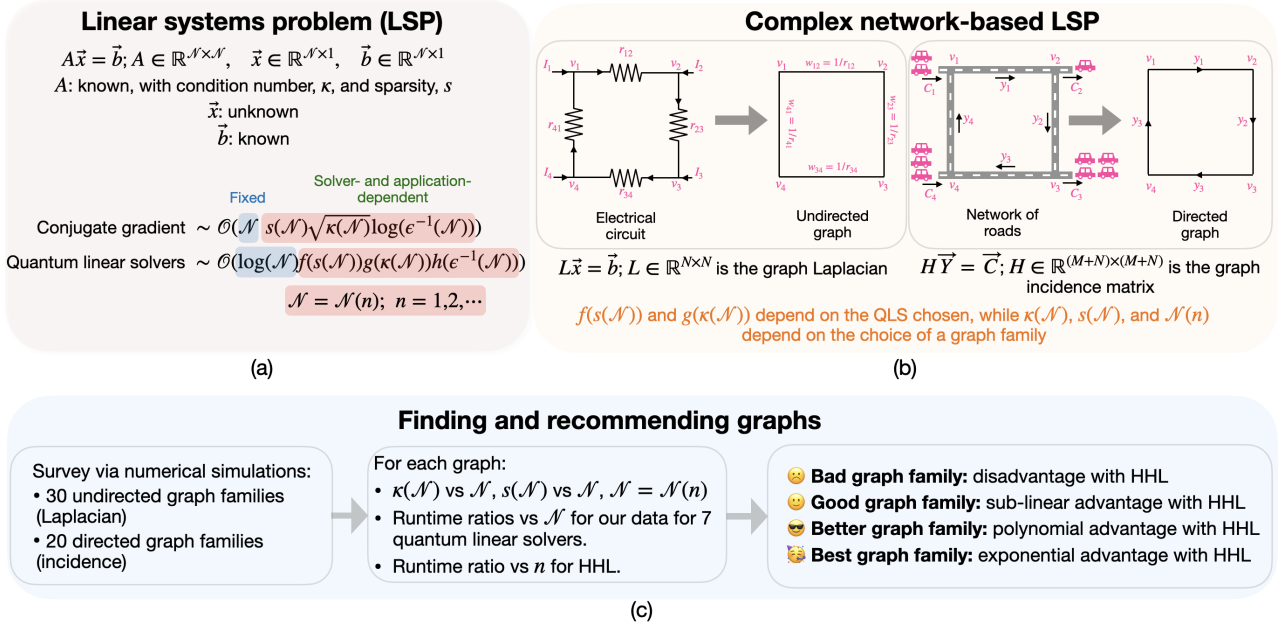 Linear systems problem (LSP)
A\vec{x} = \vec{b}; A ∈ ℝ^{𝒩×𝒩}, \vec{x} ∈ ℝ^{𝒩×1}, \vec{b} ∈ ℝ^{𝒩×1}
A: known, with condition number, κ, and sparsity, s
\vec{x}: unknown
\vec{b}: known
Fixed
Solver- and application-
dependent
Conjugate gradient ~ 𝒪(𝒩 s(𝒩)√κ(𝒩)log(ϵ⁻¹(𝒩)))
Quantum linear solvers ~ 𝒪(log(𝒩)f(s(𝒩))g(κ(𝒩))h(ϵ⁻¹(𝒩)))
𝒩 = 𝒩(n); n = 1,2,⋯
(a)
Complex network-based LSP
I₁ v₁ r₁₂ v₂ I₂
r₄₁ r₂₃
I₄ v₄ r₃₄ v₃ I₃
Electrical
circuit
v₁ w₁₂ = 1/r₁₂ v₂
w₄₁ = 1/r₄₁ w₂₃ = 1/r₂₃
w₃₄ = 1/r₃₄
v₄ v₃
Undirected
graph
v₁ v₂
C₁ y₁ C₂
y₄ y₂
y₃
C₄ v₄ v₃ C₃
Network of
roads
v₁ y₁ v₂
y₃ y₂
v₄ y₃ v₃
Directed
graph
L\vec{x} = \vec{b}; L ∈ ℝ^{N×N} is the graph Laplacian
H\vec{Y} = \vec{C}; H ∈ ℝ^{(M+N)×(M+N)} is the graph
incidence matrix
f(s(𝒩)) and g(κ(𝒩)) depend on the QLS chosen, while κ(𝒩), s(𝒩), and 𝒩(n)
depend on the choice of a graph family
(b)
Finding and recommending graphs
Survey via numerical simulations:
• 30 undirected graph families
(Laplacian)
• 20 directed graph families
(incidence)
For each graph:
• κ(𝒩) vs 𝒩, s(𝒩) vs 𝒩, 𝒩 = 𝒩(n)
• Runtime ratios vs 𝒩 for our data for 7
quantum linear solvers.
• Runtime ratio vs n for HHL.
☹️ Bad graph family: disadvantage with HHL
🙂 Good graph family: sub-linear advantage with HHL
😎 Better graph family: polynomial advantage with HHL
🥳 Best graph family: exponential advantage with HHL
(c)